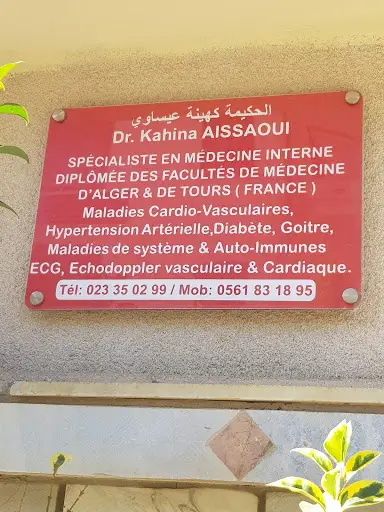 الحكيمة كهينة عيساوي
Dr. Kahina AISSAOUI
SPÉCIALISTE EN MÉDECINE INTERNE
DIPLÔMÉE DES FACULTÉS DE MÉDECINE
D'ALGER & DE TOURS ( FRANCE )
Maladies Cardio-Vasculaires,
Hypertension Artérielle,Diabète, Goitre,
Maladies de système & Auto-Immunes
ECG, Echodoppler vasculaire & Cardiaque.
Tél: 023 35 02 99 / Mob: 0561 83 18 95